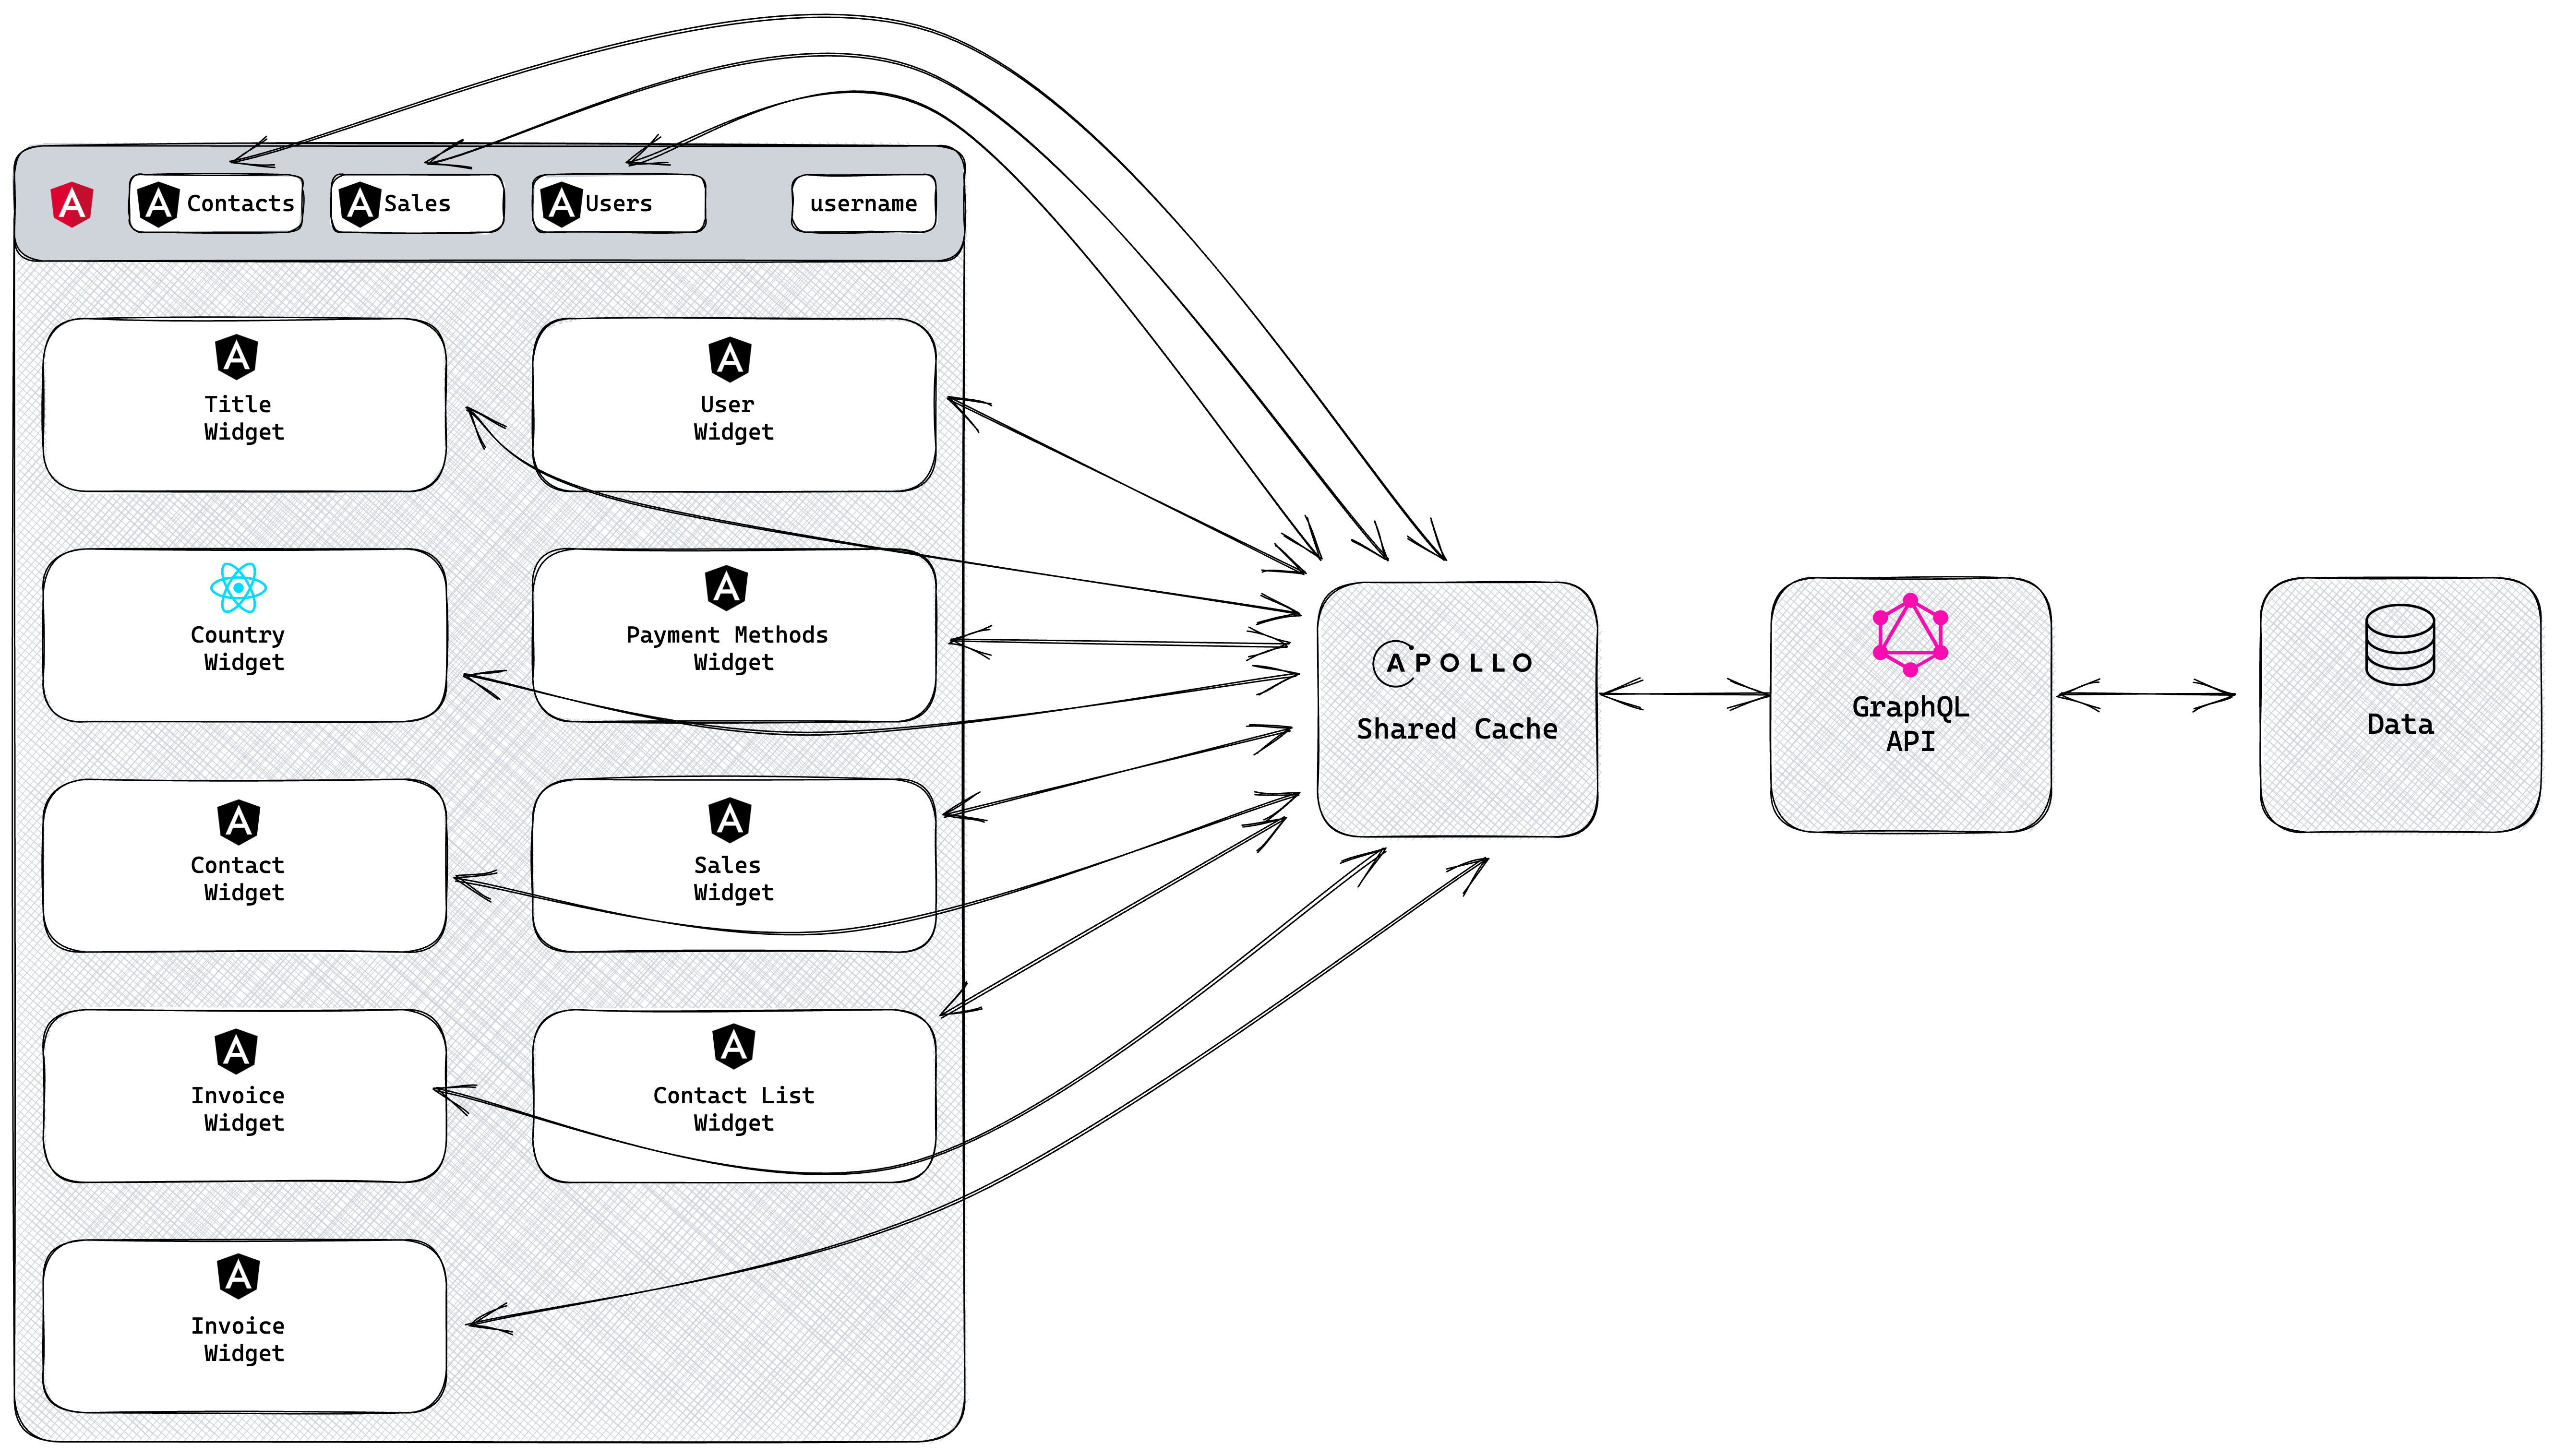 Contacts
Sales
Users
username
Title
Widget
User
Widget
Country
Widget
Payment Methods
Widget
Contact
Widget
Sales
Widget
Invoice
Widget
Contact List
Widget
Invoice
Widget
APOLLO
Shared Cache
GraphQL
API
Data